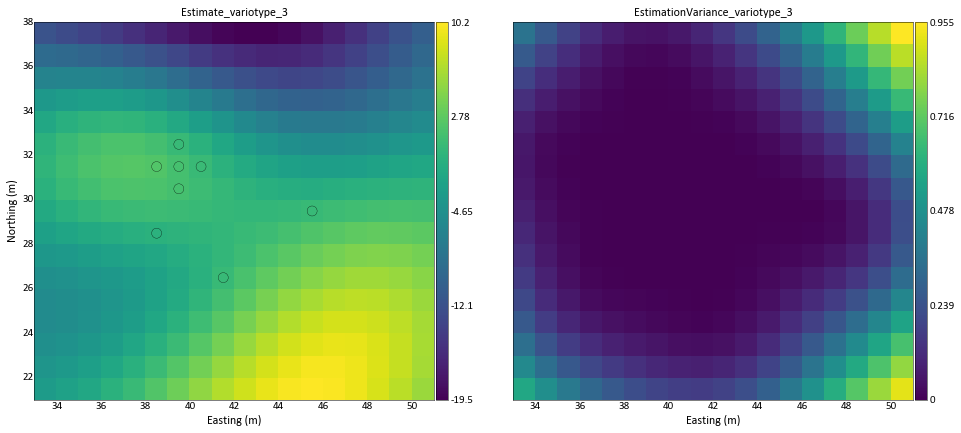 Estimate_variotype_3
EstimationVariance_variotype_3
38
36
34
32
30
28
26
24
22
Northing (m)
34 36 38 40 42 44 46 48 50
Easting (m)
10.2
2.78
-4.65
-12.1
-19.5
34 36 38 40 42 44 46 48 50
Easting (m)
0.955
0.716
0.478
0.239
0